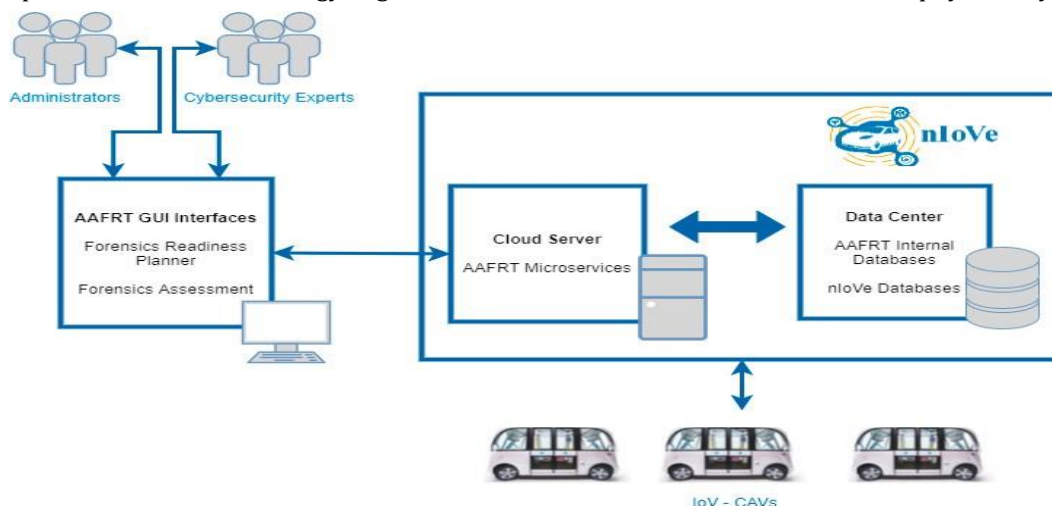 Administrators
Cybersecurity Experts
nIoVe
AAFRT GUI Interfaces
Forensics Readiness
Planner
Forensics Assessment
Cloud Server
AAFRT Microservices
Data Center
AAFRT Internal
Databases
nIoVe Databases
IoV - CAVs